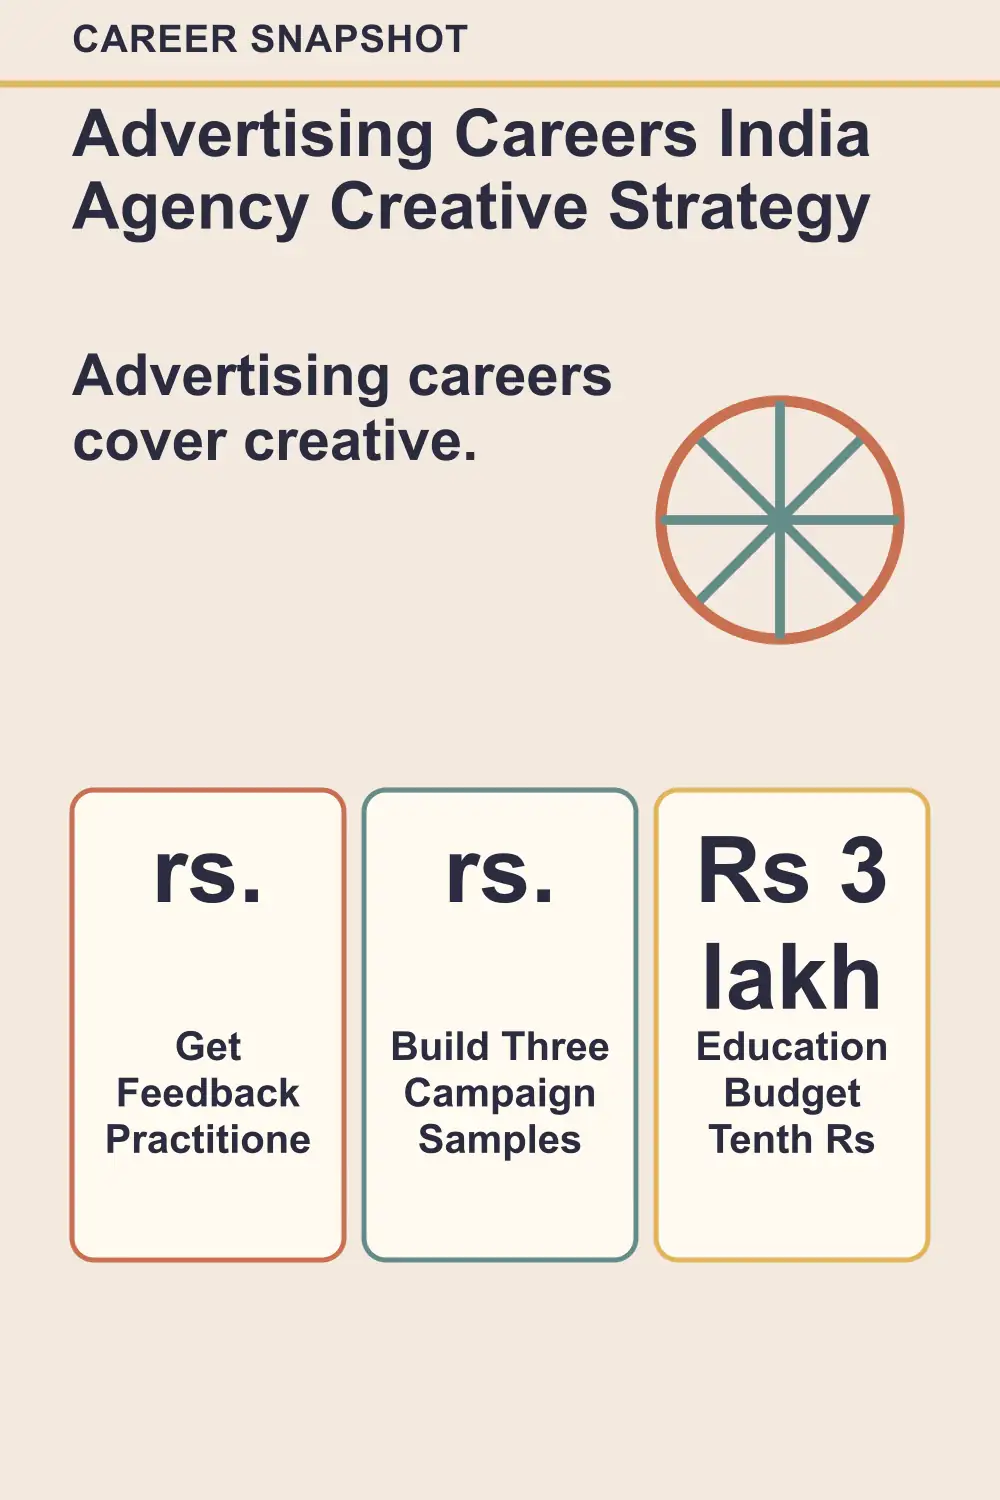 CAREER SNAPSHOT
Advertising Careers India
Agency Creative Strategy
Advertising careers
cover creative.
rs.
Get
Feedback
Practitione
rs.
Build Three
Campaign
Samples
Rs 3
lakh
Education
Budget
Tenth Rs